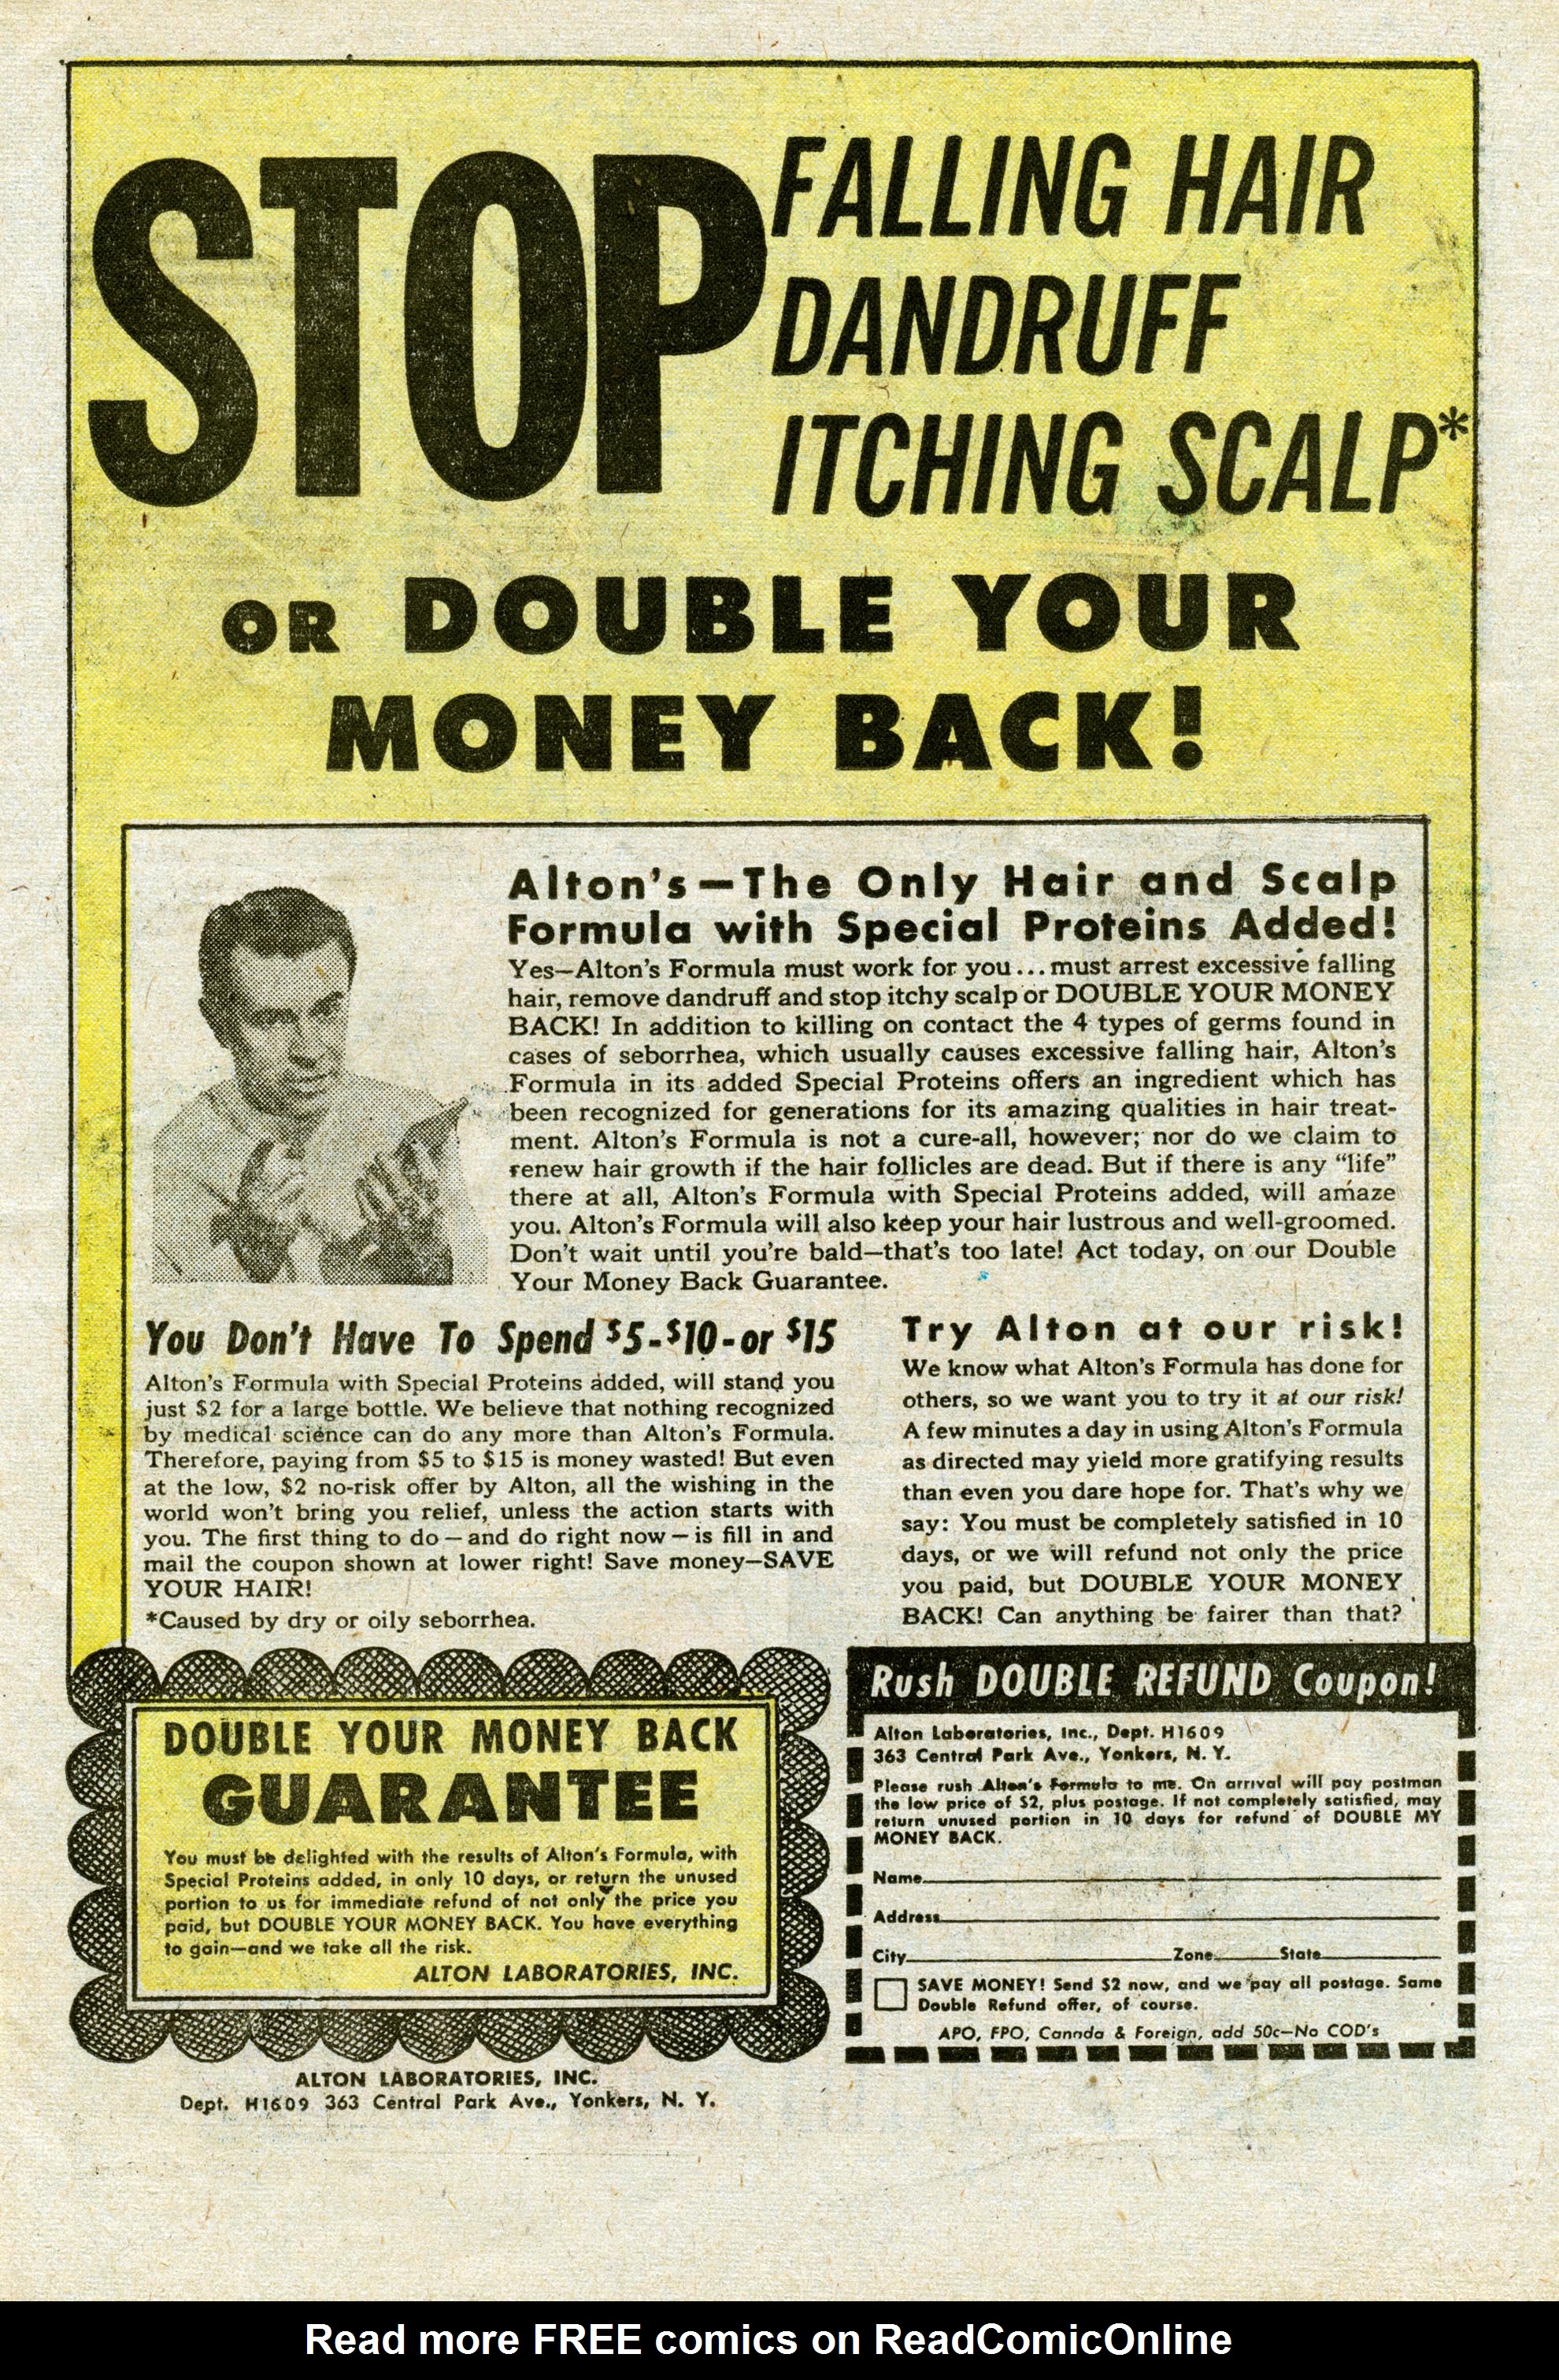 STOP
FALLING HAIR
DANDRUFF
ITCHING SCALP*
OR DOUBLE YOUR
MONEY BACK!
Alton's—The Only Hair and Scalp
Formula with Special Proteins Added!
Yes—Alton's Formula must work for you...must arrest excessive falling
hair, remove dandruff and stop itchy scalp or DOUBLE YOUR MONEY
BACK! In addition to killing on contact the 4 types of germs found in
cases of seborrhea, which usually causes excessive falling hair, Alton's
Formula in its added Special Proteins offers an ingredient which has
been recognized for generations for its amazing qualities in hair treat-
ment. Alton's Formula is not a cure-all, however; nor do we claim to
renew hair growth if the hair follicles are dead. But if there is any "life"
there at all, Alton's Formula with Special Proteins added, will amaze
you. Alton's Formula will also keep your hair lustrous and well-groomed.
Don't wait until you're bald—that's too late! Act today, on our Double
Your Money Back Guarantee.
You Don't Have To Spend $5-$10-or $15
Alton's Formula with Special Proteins added, will stand you
just $2 for a large bottle. We believe that nothing recognized
by medical science can do any more than Alton's Formula.
Therefore, paying from $5 to $15 is money wasted! But even
at the low, $2 no-risk offer by Alton, all the wishing in the
world won't bring you relief, unless the action starts with
you. The first thing to do—and do right now—is fill in and
mail the coupon shown at lower right! Save money—SAVE
YOUR HAIR!
*Caused by dry or oily seborrhea.
Try Alton at our risk!
We know what Alton's Formula has done for
others, so we want you to try it at our risk!
A few minutes a day in using Alton's Formula
as directed may yield more gratifying results
than even you dare hope for. That's why we
say: You must be completely satisfied in 10
days, or we will refund not only the price
you paid, but DOUBLE YOUR MONEY
BACK! Can anything be fairer than that?
DOUBLE YOUR MONEY BACK
GUARANTEE
You must be delighted with the results of Alton's Formula, with
Special Proteins added, in only 10 days, or return the unused
portion to us for immediate refund of not only the price you
paid, but DOUBLE YOUR MONEY BACK. You have everything
to gain—and we take all the risk.
ALTON LABORATORIES, INC.
ALTON LABORATORIES, INC.
Dept. H1609 363 Central Park Ave., Yonkers, N. Y.
Rush DOUBLE REFUND Coupon!
Alton Laboratories, Inc., Dept. H1609
363 Central Park Ave., Yonkers, N. Y.
Please rush Alton's Formula to me. On arrival will pay postman
the low price of $2, plus postage. If not completely satisfied, may
return unused portion in 10 days for refund of DOUBLE MY
MONEY BACK.
Name
Address
City Zone State
SAVE MONEY! Send $2 now, and we pay all postage. Same
Double Refund offer, of course.
APO, FPO, Canada & Foreign, add 50c—No COD's
Read more FREE comics on ReadComicOnline